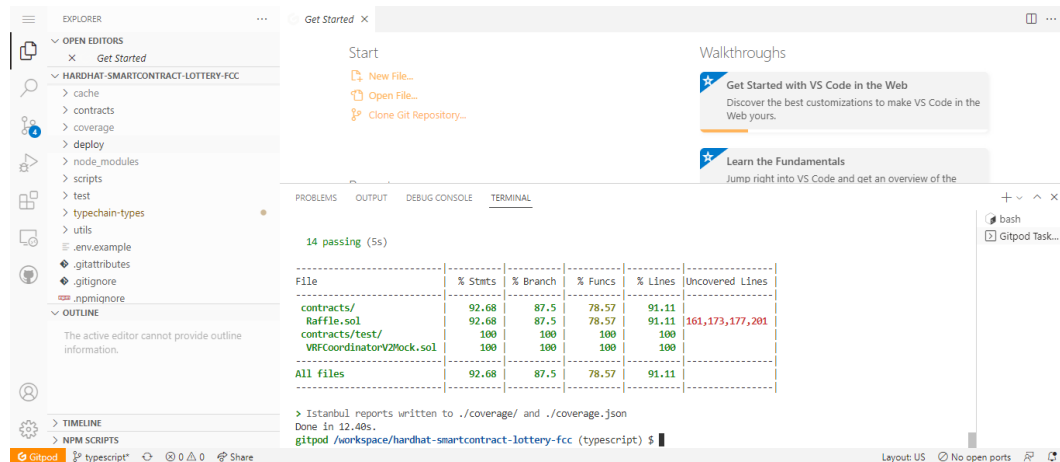 EXPLORER
OPEN EDITORS
Get Started
HARDHAT-SMARTCONTRACT-LOTTERY-FCC
cache
contracts
coverage
deploy
node_modules
scripts
test
typechain-types
utils
.env.example
.gitattributes
.gitignore
.npmignore
OUTLINE
The active editor cannot provide outline
information.
TIMELINE
NPM SCRIPTS
4
Get Started
Start
New File...
Open File...
Clone Git Repository...
Walkthroughs
Get Started with VS Code in the Web
Discover the best customizations to make VS Code in the
Web yours.
Learn the Fundamentals
Jump right into VS Code and get an overview of the
PROBLEMS OUTPUT DEBUG CONSOLE TERMINAL
bash
Gitpod Task...
14 passing (5s)
File | % Stmts | % Branch | % Funcs | % Lines |Uncovered Lines |
contracts/ | 92.68 | 87.5 | 78.57 | 91.11 | |
Raffle.sol | 92.68 | 87.5 | 78.57 | 91.11 |161,173,177,201 |
contracts/test/ | 100 | 100 | 100 | 100 | |
VRFCoordinatorV2Mock.sol | 100 | 100 | 100 | 100 | |
All files | 92.68 | 87.5 | 78.57 | 91.11 | |
> Istanbul reports written to ./coverage/ and ./coverage.json
Done in 12.40s.
gitpod /workspace/hardhat-smartcontract-lottery-fcc (typescript) $
Gitpod typescript* 0 0 Share Layout: US No open ports